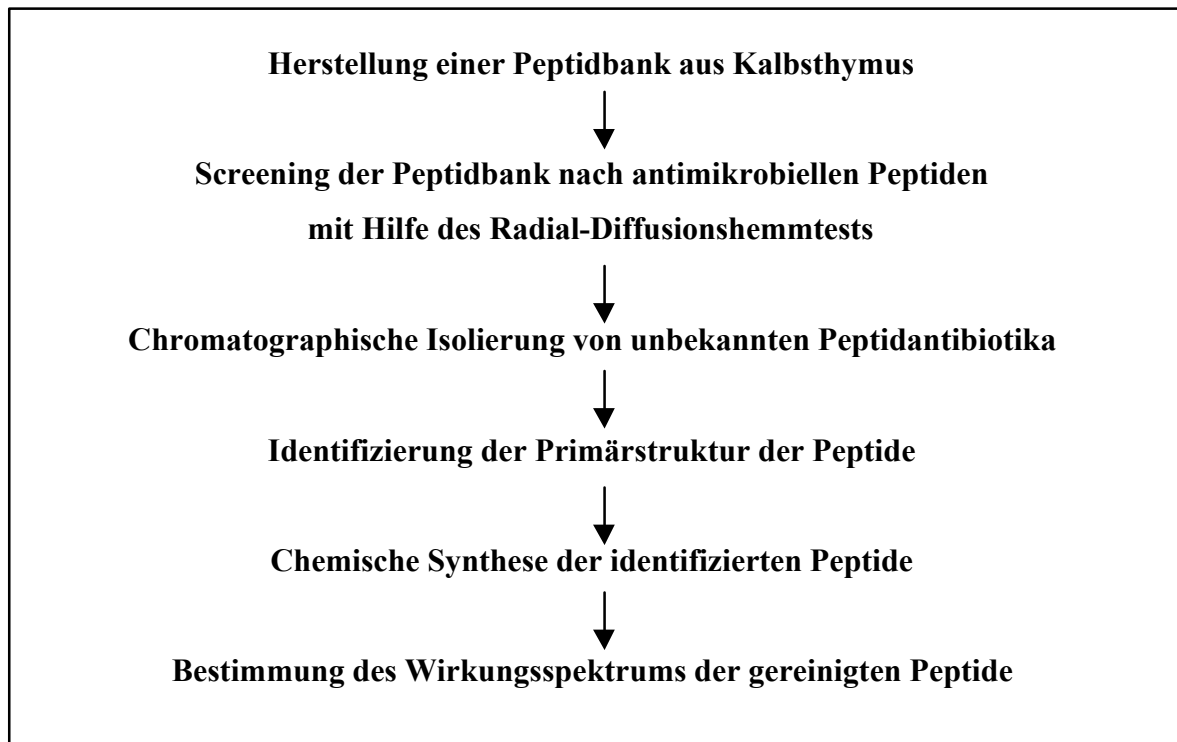 Herstellung einer Peptidbank aus Kalbsthymus
Screening der Peptidbank nach antimikrobiellen Peptiden
mit Hilfe des Radial-Diffusionshemmtests
Chromatographische Isolierung von unbekannten Peptidantibiotika
Identifizierung der Primärstruktur der Peptide
Chemische Synthese der identifizierten Peptide
Bestimmung des Wirkungsspektrums der gereinigten Peptide